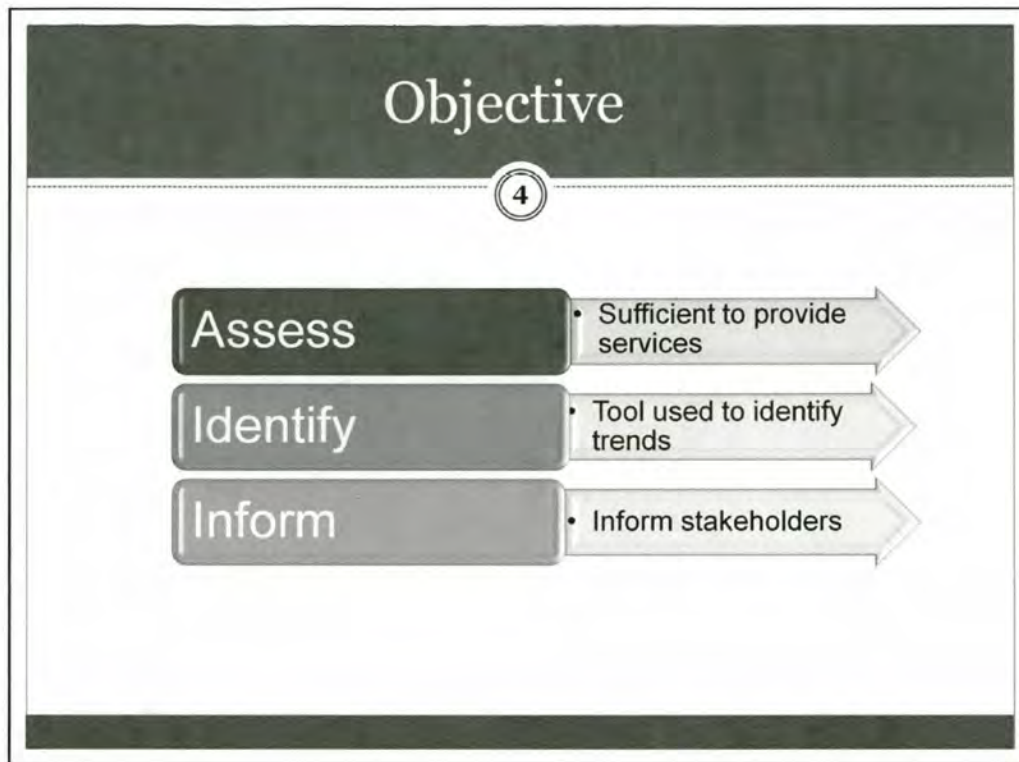 Objective
4
Assess
• Sufficient to provide
services
Identify
• Tool used to identify
trends
Inform
• Inform stakeholders